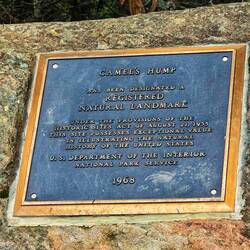 CAMEL'S HUMP
HAS BEEN DESIGNATED A
REGISTERED
NATURAL LANDMARK
UNDER THE PROVISIONS OF THE
HISTORIC SITES ACT OF AUGUST 21, 1935
THIS SITE POSSESSES EXCEPTIONAL VALUE
IN ILLUSTRATING THE NATURAL
HISTORY OF THE UNITED STATES
U. S. DEPARTMENT OF THE INTERIOR
NATIONAL PARK SERVICE
1968